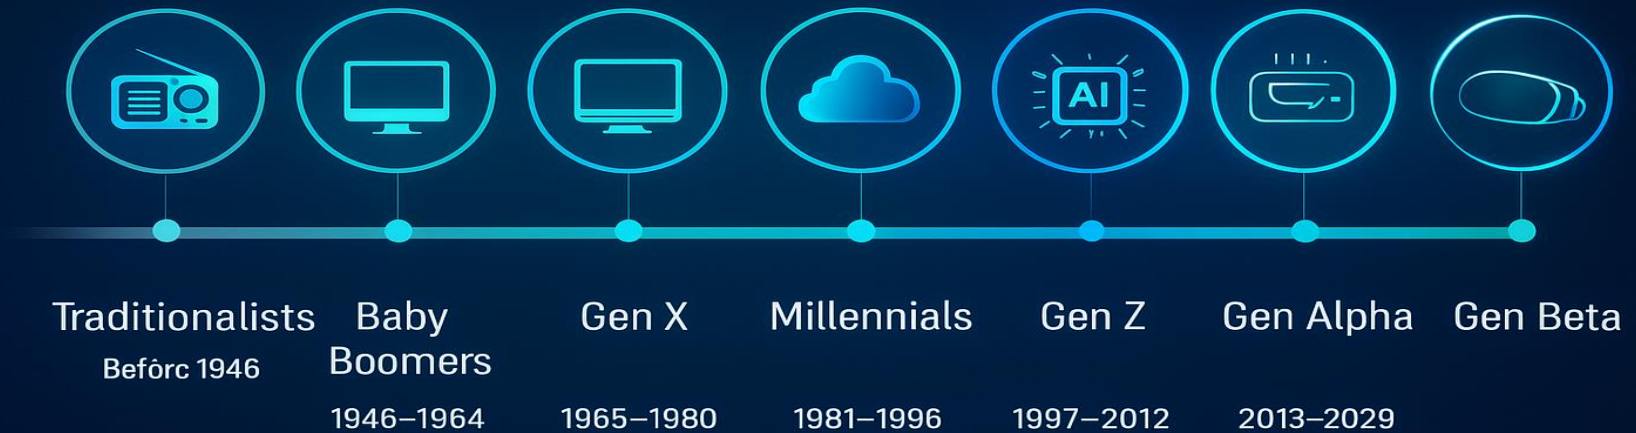 AI
Traditionalists
Befôrc 1946
Baby
Boomers
1946–1964
Gen X
1965–1980
Millennials
1981–1996
Gen Z
1997–2012
Gen Alpha
2013–2029
Gen Beta